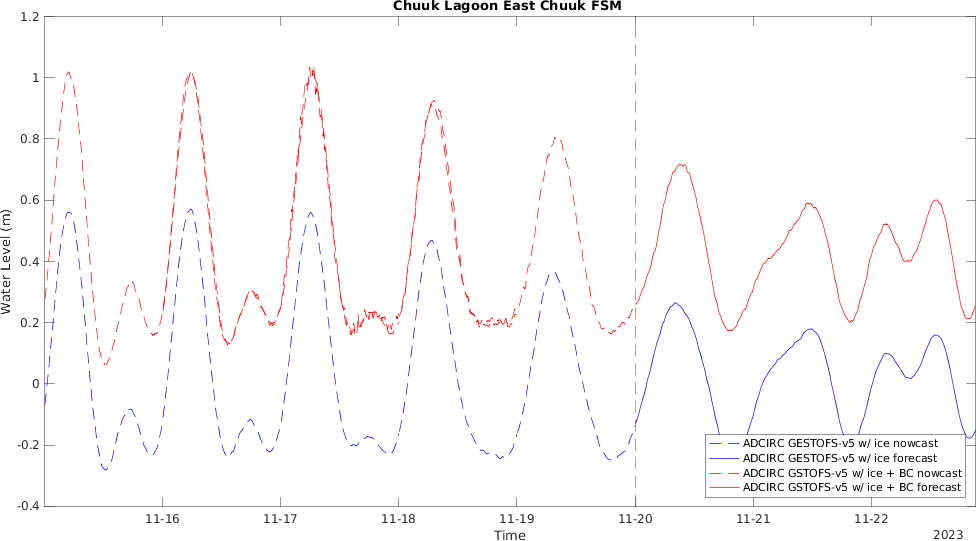 Chuuk Lagoon East Chuuk FSM
1.2
1
0.8
0.6
0.4
0.2
0
-0.2
-0.4
Water Level (m)
11-16
11-17
11-18
11-19
11-20
11-21
11-22
Time
2023
ADCIRC GESTOFS-v5 w/ ice nowcast
ADCIRC GESTOFS-v5 w/ ice forecast
ADCIRC GSTOFS-v5 w/ ice + BC nowcast
ADCIRC GSTOFS-v5 w/ ice + BC forecast